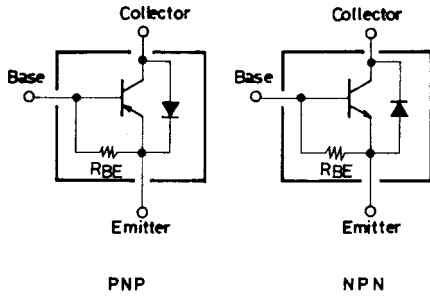 Collector
Base
RBE
Emitter
PNP
Collector
Base
RBE
Emitter
NPN